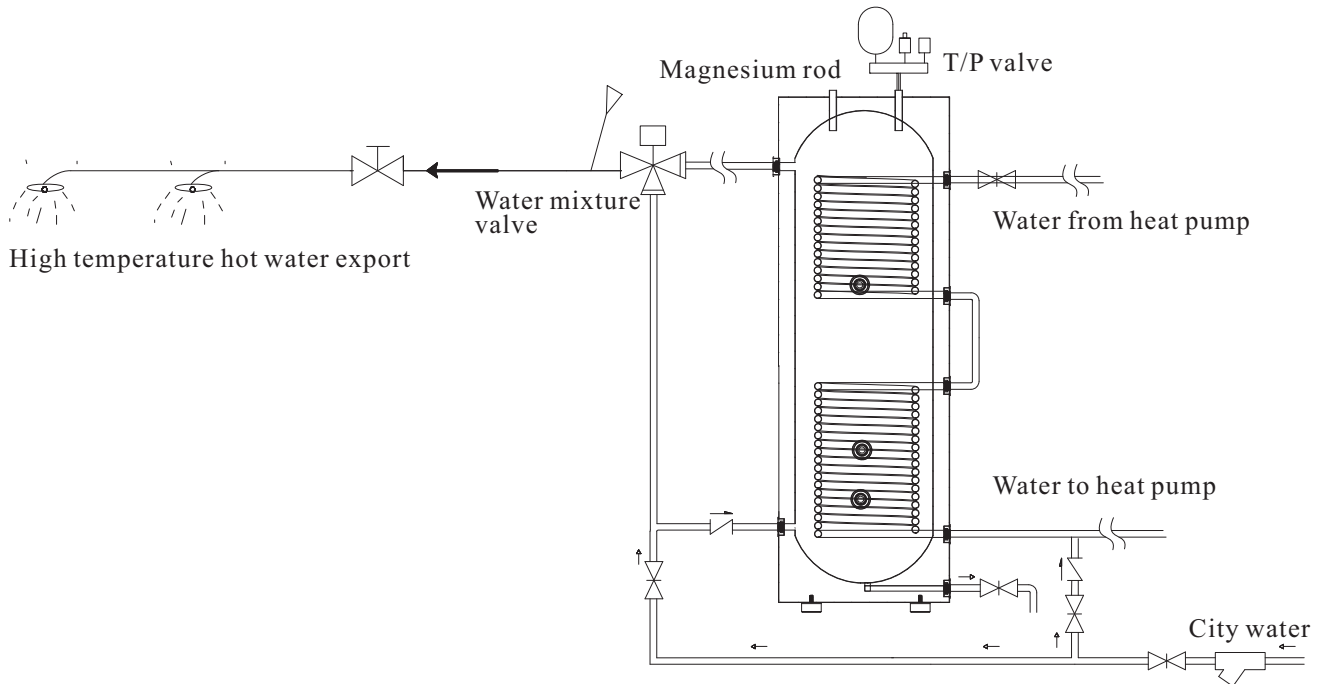 T/P valve
Magnesium rod
Water mixture
valve
Water from heat pump
High temperature hot water export
Water to heat pump
City water